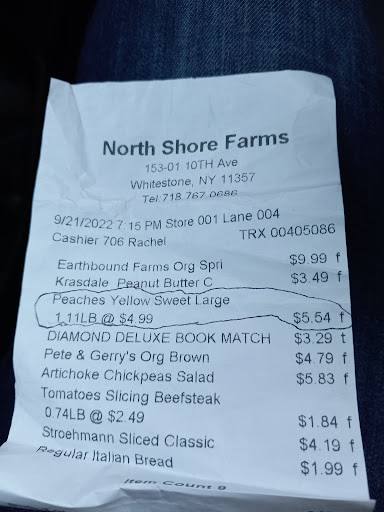 North Shore Farms
153-01 10TH Ave
Whitestone, NY 11357
Tel:718.767.0686
9/21/2022 7:15 PM Store 001 Lane 004
Cashier 706 Rachel TRX 00405086
Earthbound Farms Org Spri $9.99 f
Krasdale Peanut Butter C $3.49 f
Peaches Yellow Sweet Large
1.11LB @ $4.99 $5.54 f
DIAMOND DELUXE BOOK MATCH $3.29 t
Pete & Gerry's Org Brown $4.79 f
Artichoke Chickpeas Salad $5.83 f
Tomatoes Slicing Beefsteak
0.74LB @ $2.49 $1.84 f
Stroehmann Sliced Classic $4.19 f
Regular Italian Bread $1.99 f
Item Count 9